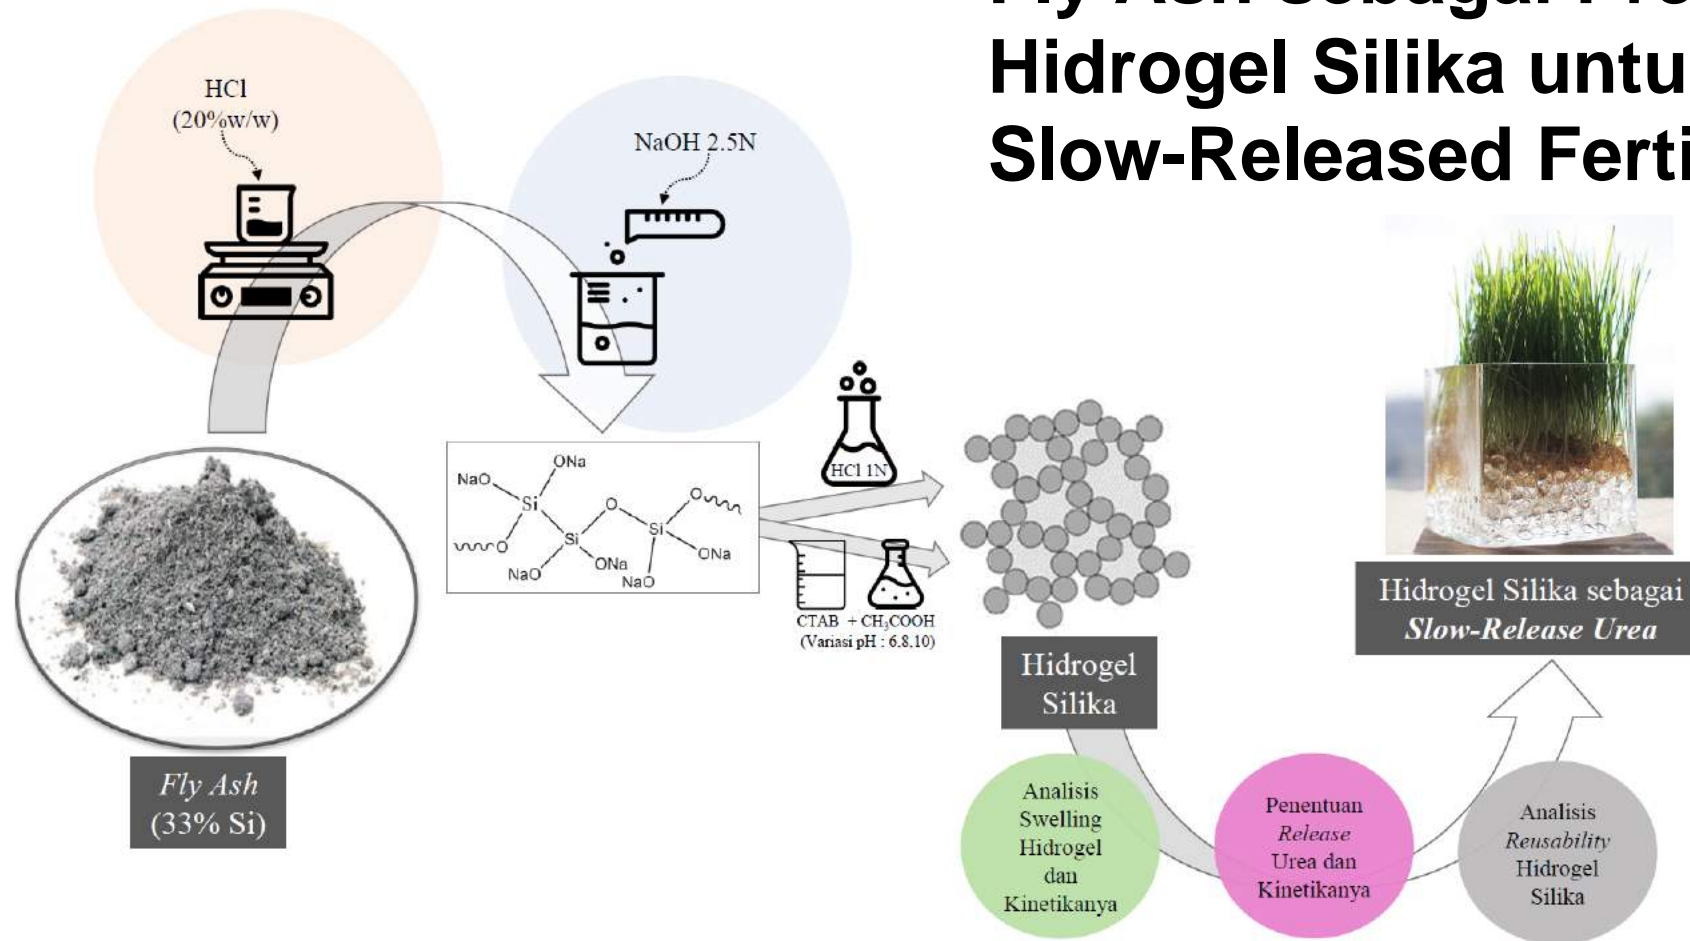 Hidrogel Silika
Slow-Released
HCl
(20%w/w)
NaOH 2.5N
HCl 1N
NaO
ONa
Si
O
O
NaO
Si
ONa
O
Si
NaO
ONa
CTAB + CH₃COOH
(Variasi pH : 6,8,10)
Fly Ash
(33% Si)
Hidrogel
Silika
Hidrogel Silika sebagai
Slow-Release Urea
Analisis
Swelling
Hidrogel
dan
Kinetikanya
Penentuan
Release
Urea dan
Kinetikanya
Analisis
Reusability
Hidrogel
Silika